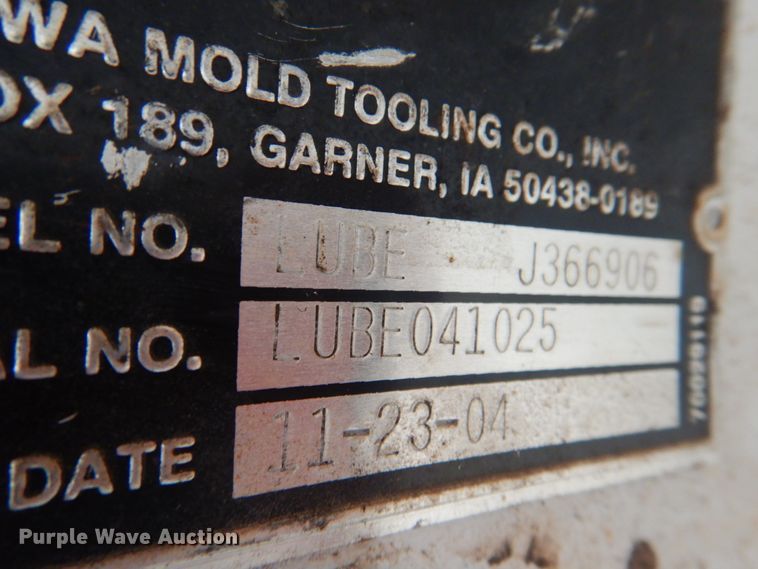 WA MOLD TOOLING CO., INC.
OX 189, GARNER, IA 50438-0189
EL NO. LUBE J366906
AL NO. LUBE041025
DATE 11-23-04
70029119
Purple Wave Auction